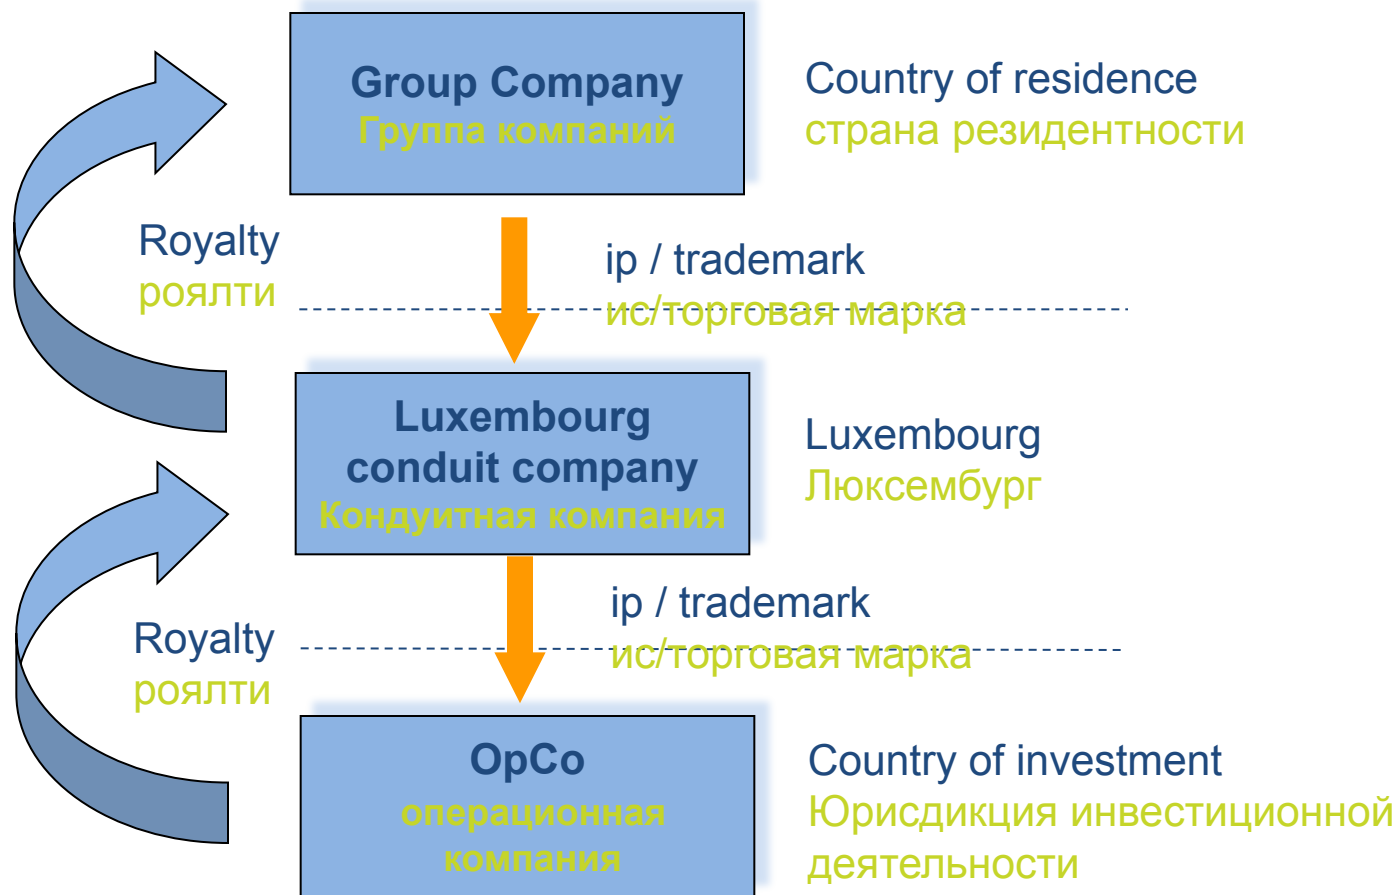 Group Company
Группа компаний
Country of residence
страна резидентности
Royalty
роялти
ip / trademark
ис/торговая марка
Luxembourg
conduit company
Кондуитная компания
Luxembourg
Люксембург
Royalty
роялти
ip / trademark
ис/торговая марка
OpCo
операционная
компания
Country of investment
Юрисдикция инвестиционной
деятельности